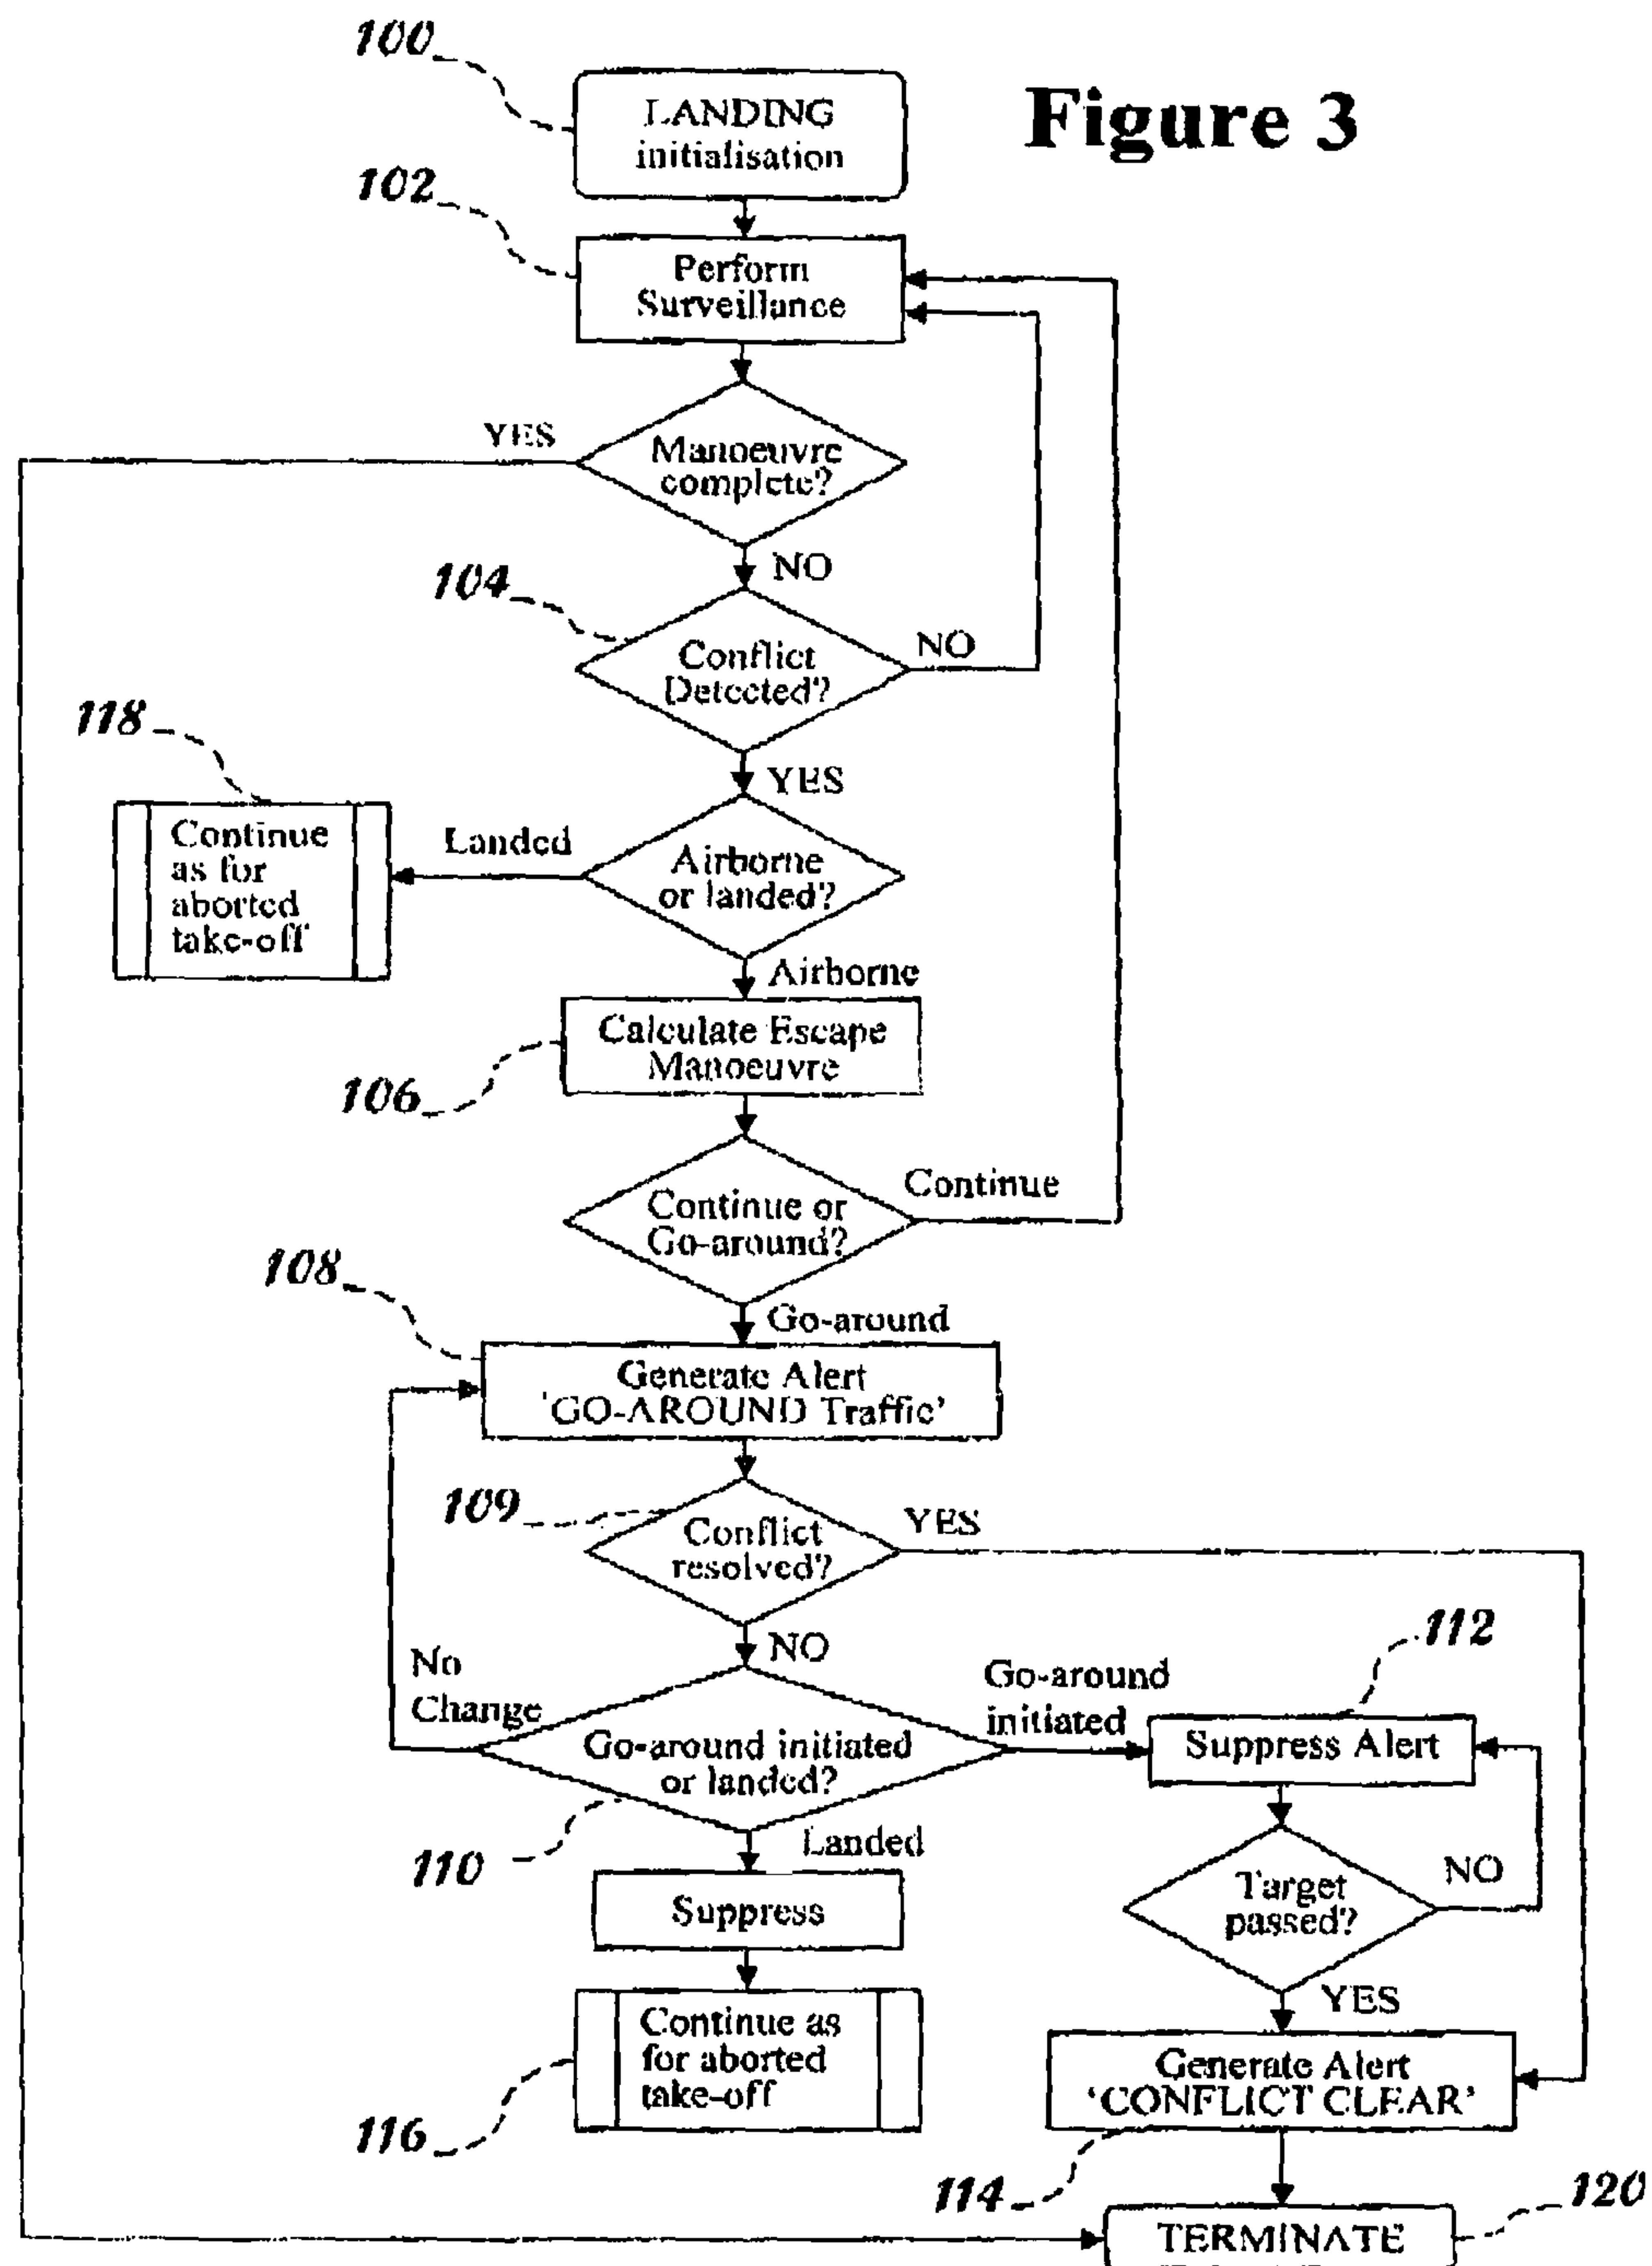 100
LANDING
initialisation
Figure 3
102
Perform
Surveillance
YES
Manoeuvre
complete?
NO
104
Conflict
Detected?
NO
118
YES
Continue
as for
aborted
take-off
Landed
Airborne
or landed?
Airborne
Calculate Escape
Manoeuvre
106
Continue or
Go-around?
Continue
108
Go-around
Generate Alert
'GO-AROUND Traffic'
109
Conflict
resolved?
YES
NO
112
No
Change
Go-around
initiated
Go-around initiated
or landed?
Suppress Alert
110
Landed
Suppress
Target
passed?
NO
YES
Continue as
for aborted
take-off
116
Generate Alert
'CONFLICT CLEAR'
114
120
TERMINATE